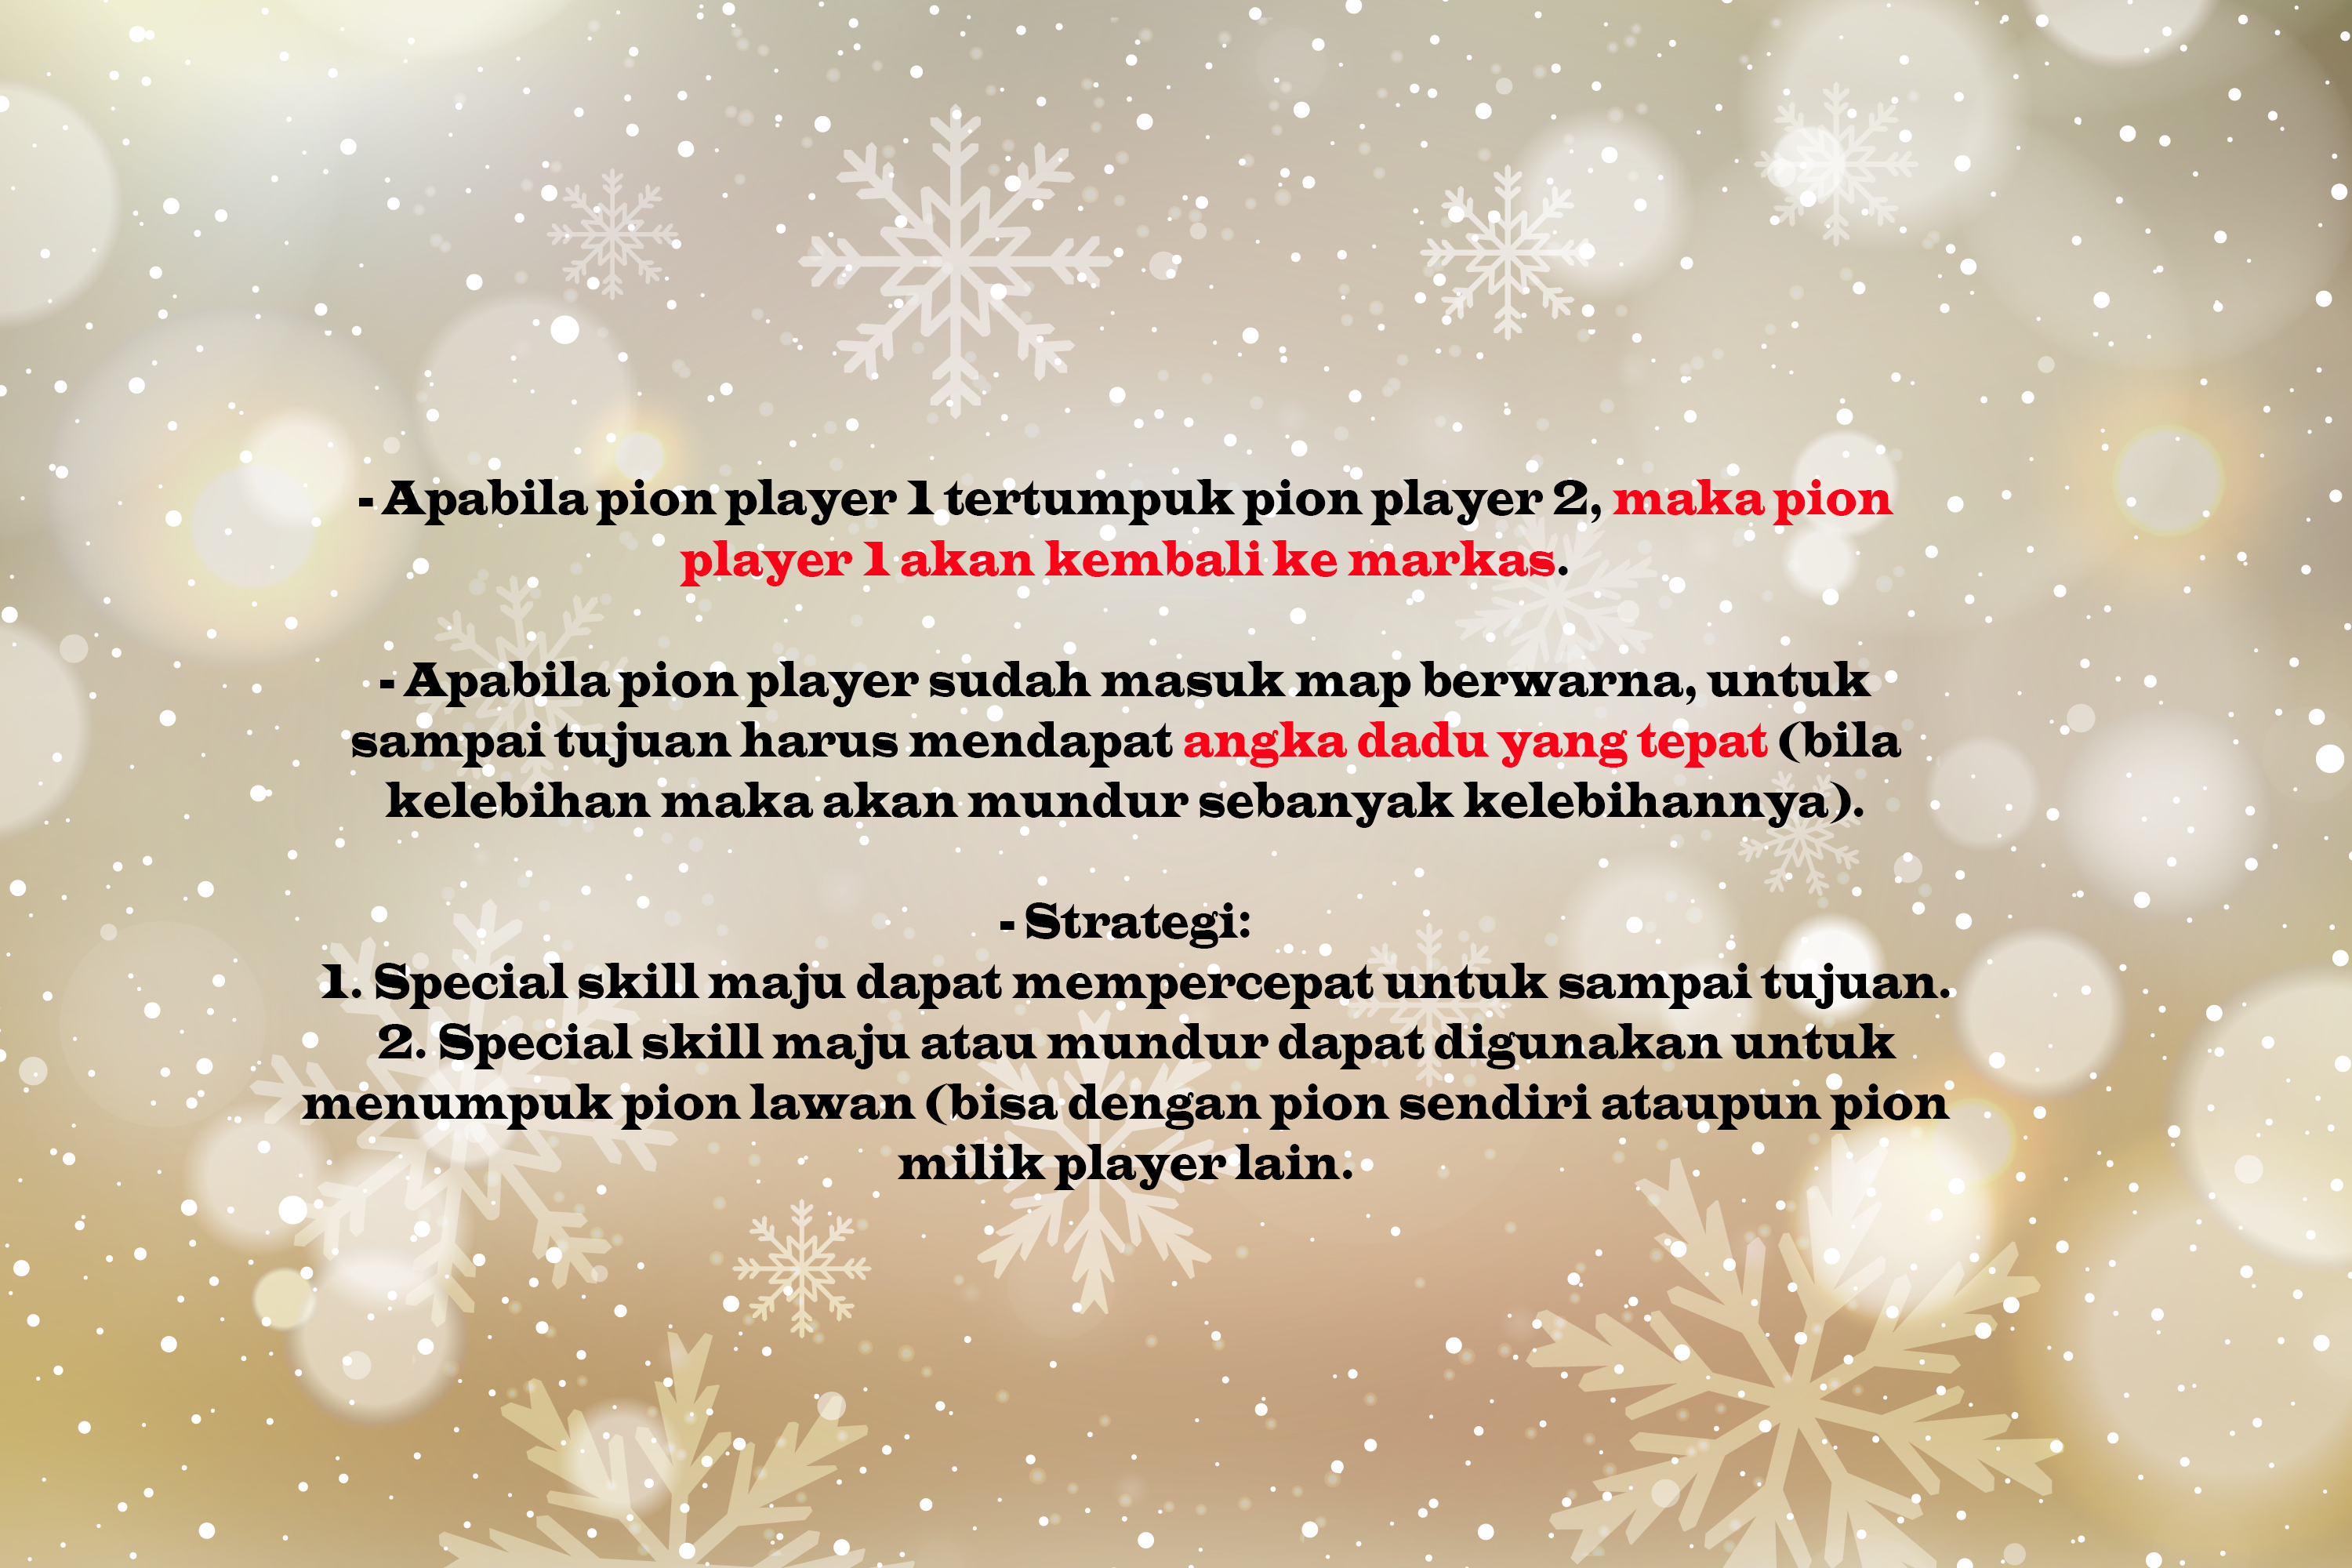 - Apabila pion player 1 tertumpuk pion player 2, maka pion
player 1 akan kembali ke markas.
- Apabila pion player sudah masuk map berwarna, untuk
sampai tujuan harus mendapat angka dadu yang tepat (bila
kelebihan maka akan mundur sebanyak kelebihannya).
- Strategi:
1. Special skill maju dapat mempercepat untuk sampai tujuan.
2. Special skill maju atau mundur dapat digunakan untuk
menumpuk pion lawan (bisa dengan pion sendiri ataupun pion
milik player lain.